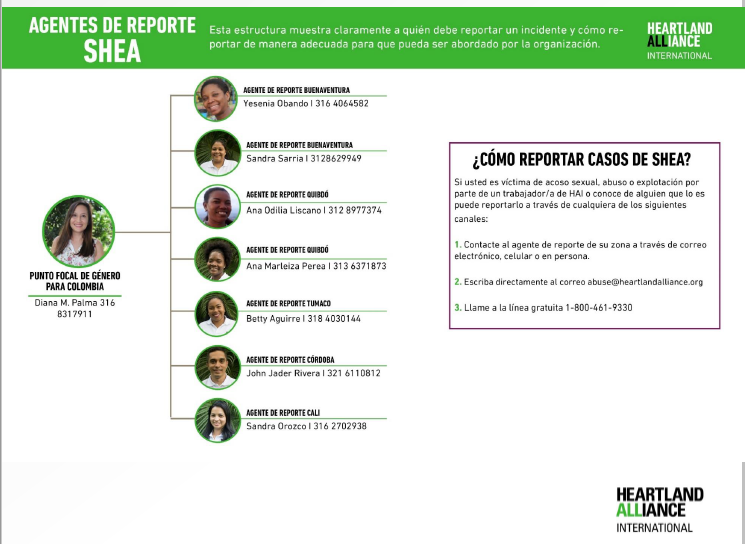 AGENTES DE REPORTE
SHEA
Esta estructura muestra claramente a quién debe reportar un incidente y cómo re-
portar de manera adecuada para que pueda ser abordado por la organización.
HEARTLAND
ALLIANCE
INTERNATIONAL
PUNTO FOCAL DE GÉNERO
PARA COLOMBIA
Diana M. Palma 316
8317911
AGENTE DE REPORTE BUENAVENTURA
Yesenia Obando I 316 4064582
AGENTE DE REPORTE BUENAVENTURA
Sandra Sarria I 3128629949
AGENTE DE REPORTE QUIBDÓ
Ana Odilia Liscano I 312 8977374
AGENTE DE REPORTE QUIBDÓ
Ana Marleiza Perea I 313 6371873
AGENTE DE REPORTE TUMACO
Betty Aguirre I 318 4030144
AGENTE DE REPORTE CÓRDOBA
John Jader Rivera I 321 6110812
AGENTE DE REPORTE CALI
Sandra Orozco I 316 2702938
¿CÓMO REPORTAR CASOS DE SHEA?
Si usted es víctima de acoso sexual, abuso o explotación por
parte de un trabajador/a de HAI o conoce de alguien que lo es
puede reportarlo a través de cualquiera de los siguientes
canales:
1. Contacte al agente de reporte de su zona a través de correo
electrónico, celular o en persona.
2. Escriba directamente al correo abuse@heartlandalliance.org
3. Llame a la línea gratuita 1-800-461-9330
HEARTLAND
ALLIANCE
INTERNATIONAL